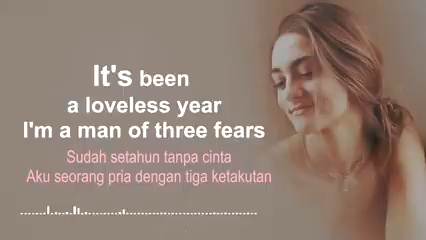 It's been
a loveless year
I'm a man of three fears
Sudah setahun tanpa cinta
Aku seorang pria dengan tiga ketakutan